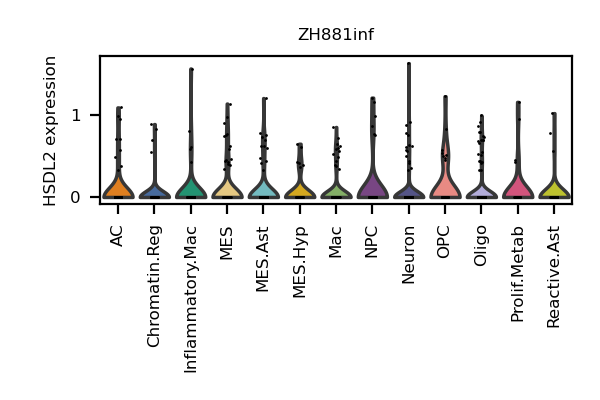 ZH881inf
HSDL2 expression
1
0
AC
Chromatin.Reg
Inflammatory.Mac
MES
MES.Ast
MES.Hyp
Mac
NPC
Neuron
OPC
Oligo
Prolif.Metab
Reactive.Ast